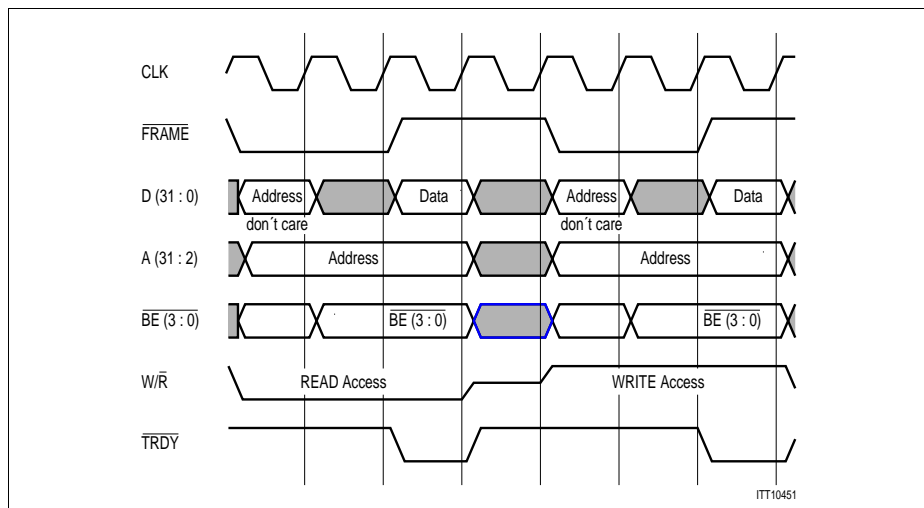 CLK
FRAME
D (31 : 0) Address Data Address Data
don´t care don´t care
A (31 : 2) Address Address
BE (3 : 0) BE (3 : 0) BE (3 : 0)
W/R READ Access WRITE Access
TRDY
ITT10451